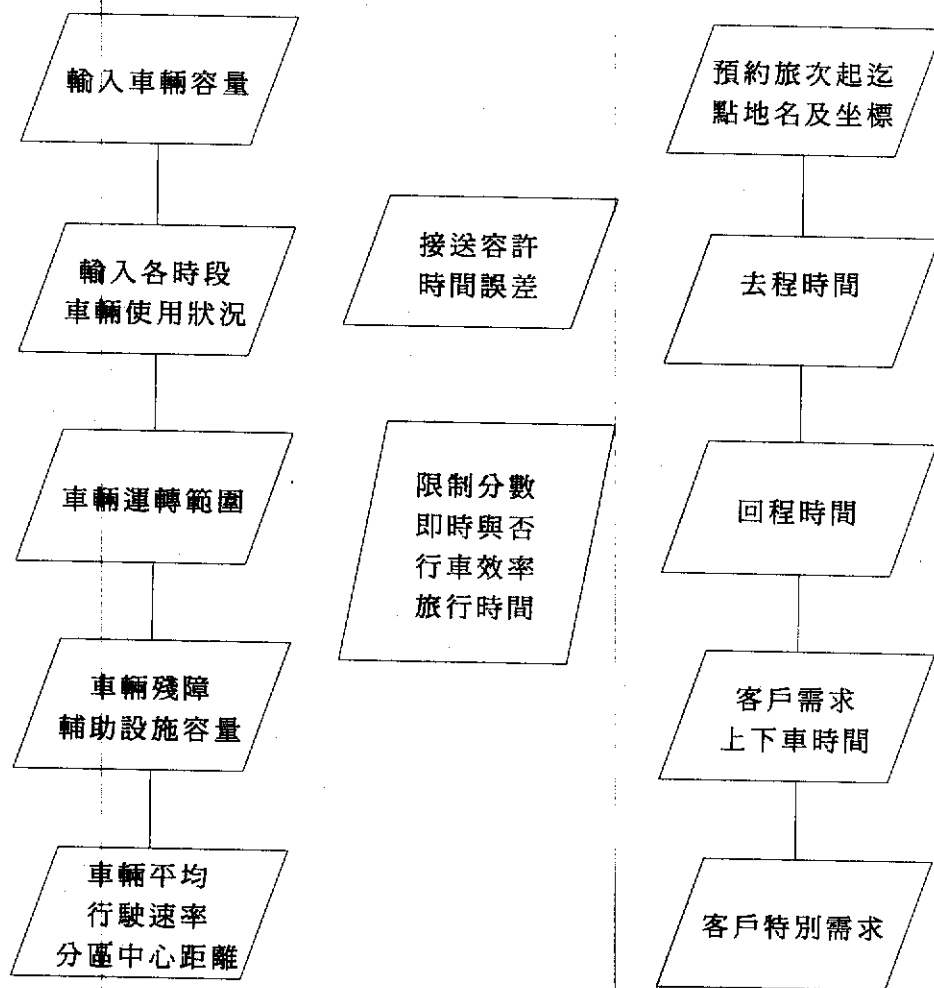 輸入車輛容量
輸入各時段
車輛使用狀況
車輛運轉範圍
車輛殘障
輔助設施容量
車輛平均
行駛速率
分區中心距離
接送容許
時間誤差
限制分數
即時與否
行車效率
旅行時間
預約旅次起迄
點地名及坐標
去程時間
回程時間
客戶需求
上下車時間
客戶特別需求